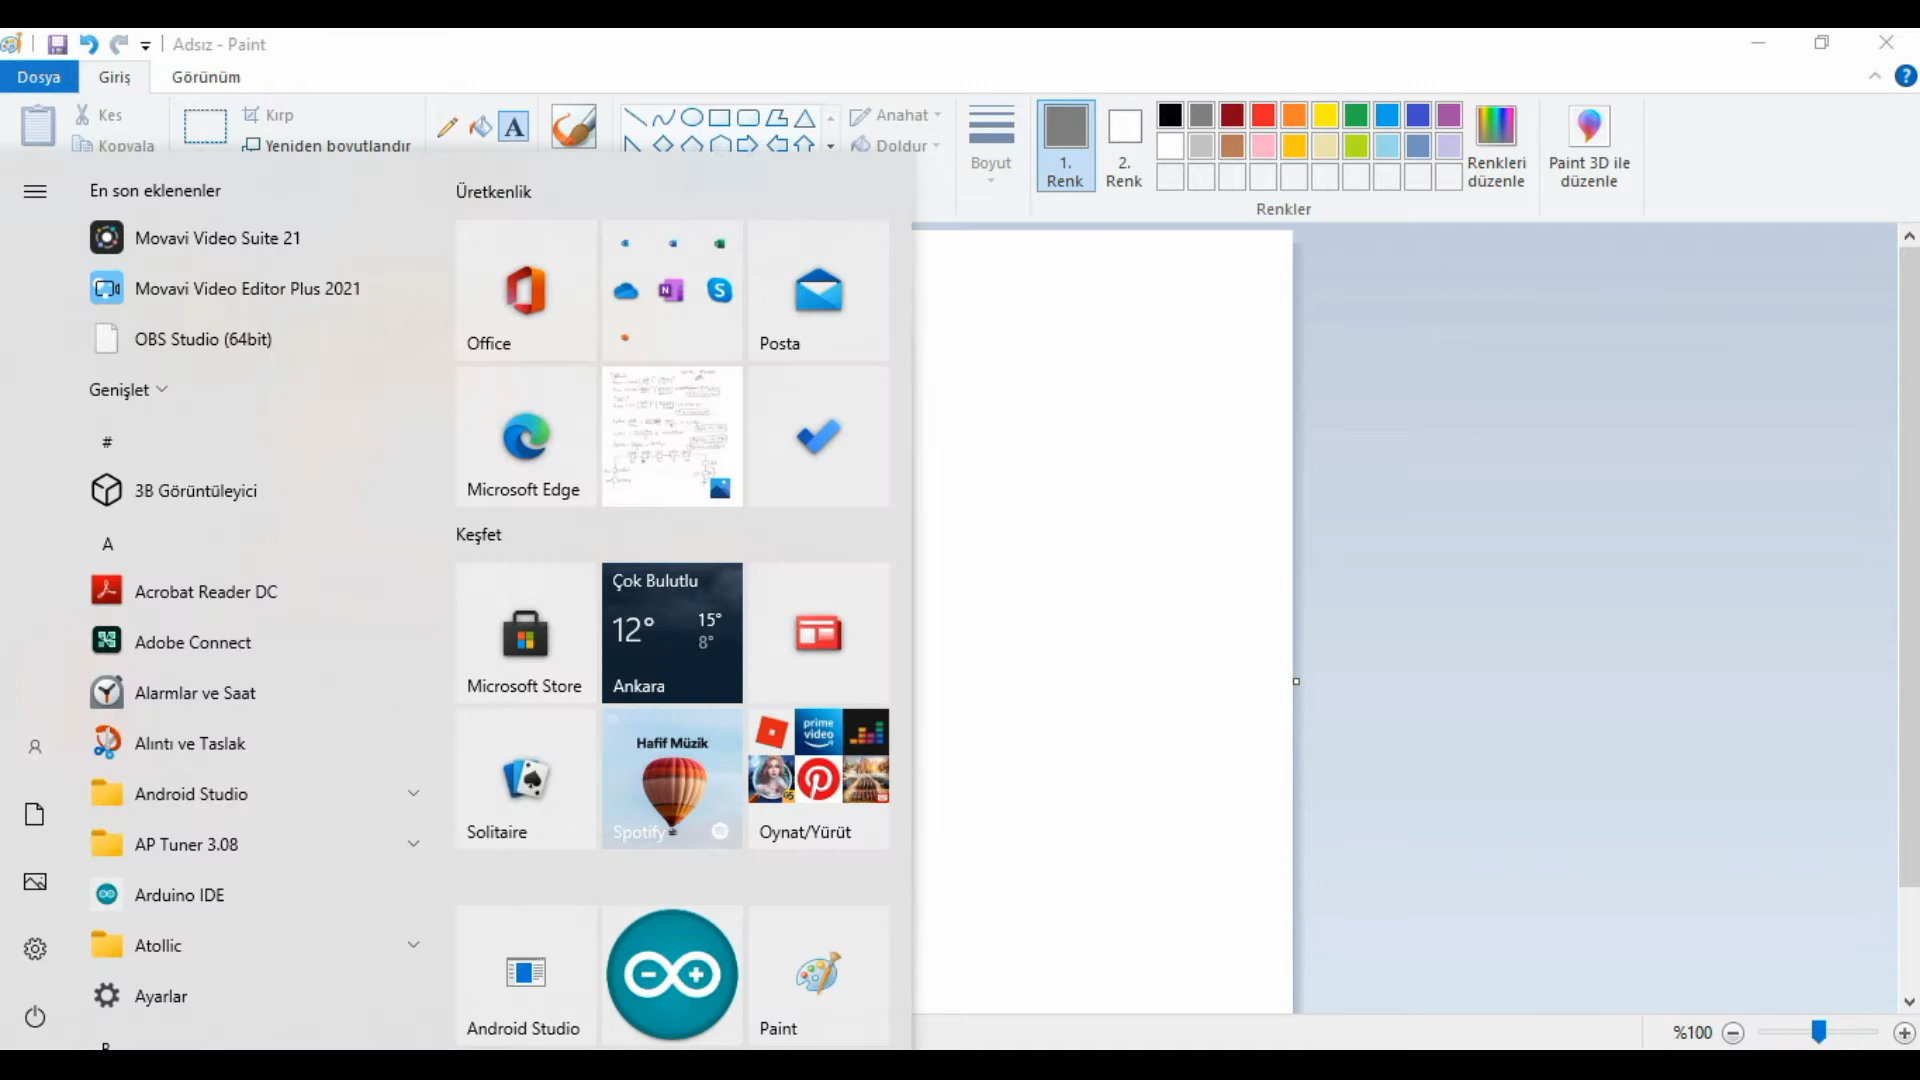 Adsız - Paint
Dosya
Giriş
Görünüm
Kes
Kopyala
Kırp
Yeniden boyutlandır
A
Anahat
Doldur
Boyut
1.
Renk
2.
Renk
Renkleri
düzenle
Paint 3D ile
düzenle
Renkler
En son eklenenler
Movavi Video Suite 21
Movavi Video Editor Plus 2021
OBS Studio (64bit)
Genişlet
#
3B Görüntüleyici
A
Acrobat Reader DC
Adobe Connect
Alarmlar ve Saat
Alıntı ve Taslak
Android Studio
AP Tuner 3.08
Arduino IDE
Atollic
Ayarlar
Üretkenlik
Office
Posta
Microsoft Edge
Keşfet
Microsoft Store
Çok Bulutlu
12°
15°
8°
Ankara
Solitaire
Hafif Müzik
Spotify
prime
video
Oynat/Yürüt
Android Studio
Paint
%100